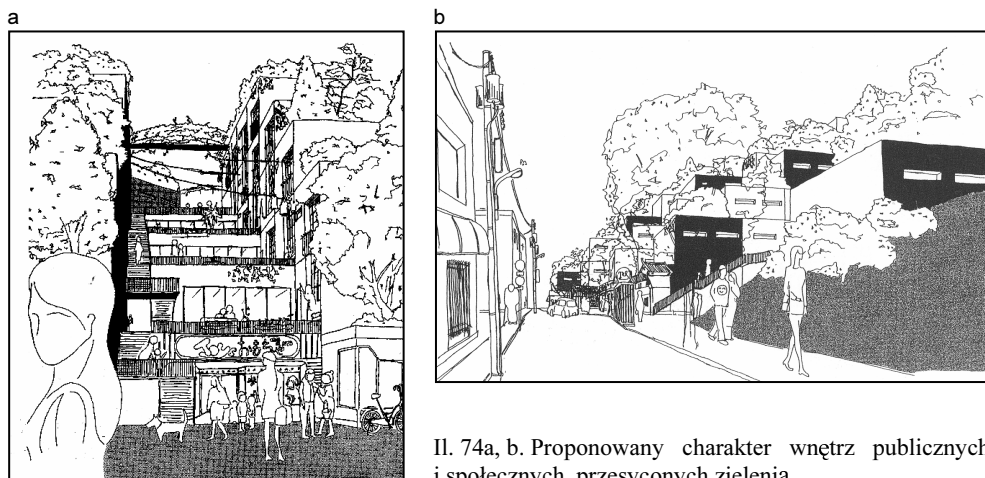 a
b
Il. 74a, b. Proponowany charakter wnętrz publicznych
i społecznych, przesyconych zielenią